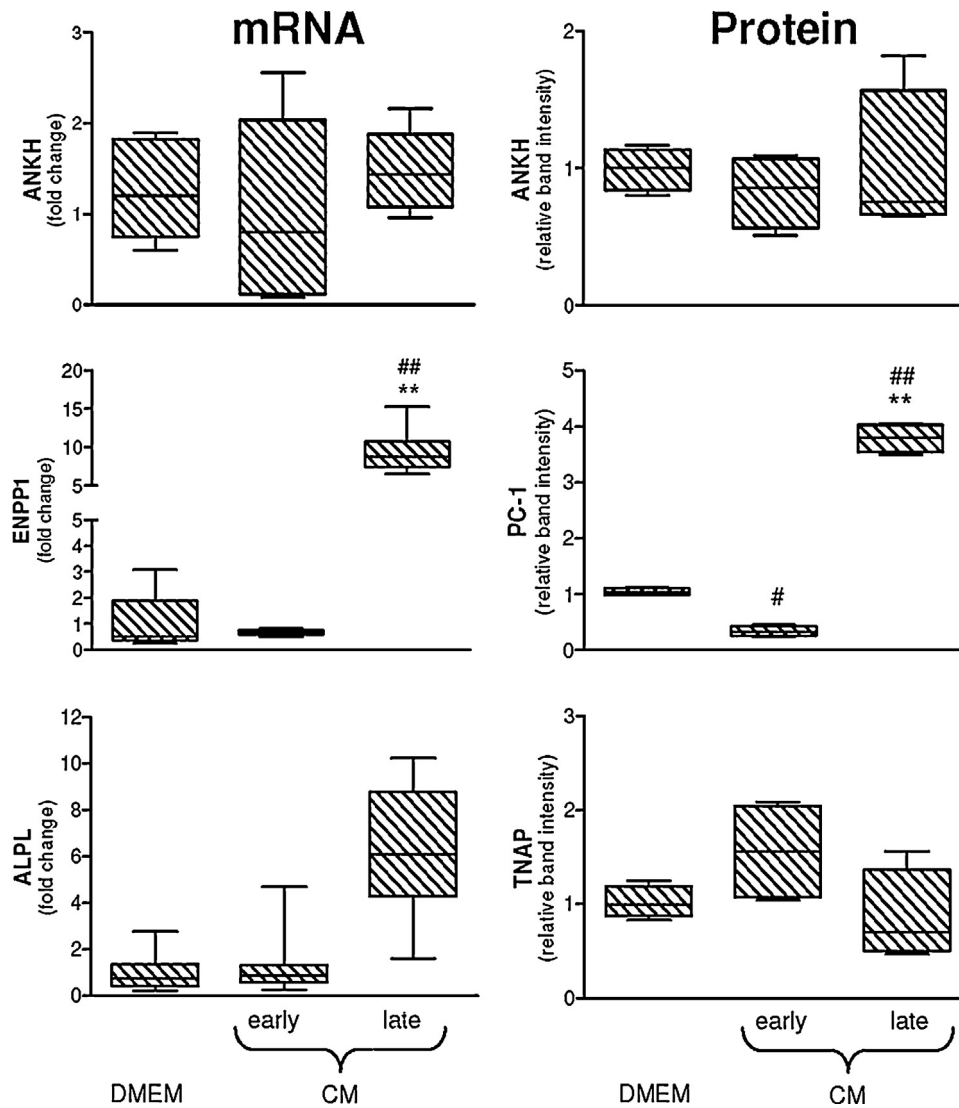 mRNA
Protein
ANKH
(fold change)
3
2
1
0
ANKH
(relative band intensity)
2
1
0
ENPP1
(fold change)
20
15
10
5
5
4
3
2
1
0
##
**
PC-1
(relative band intensity)
5
4
3
2
1
0
#
##
**
ALPL
(fold change)
12
10
8
6
4
2
0
TNAP
(relative band intensity)
3
2
1
0
early late
DMEM CM
early late
DMEM CM